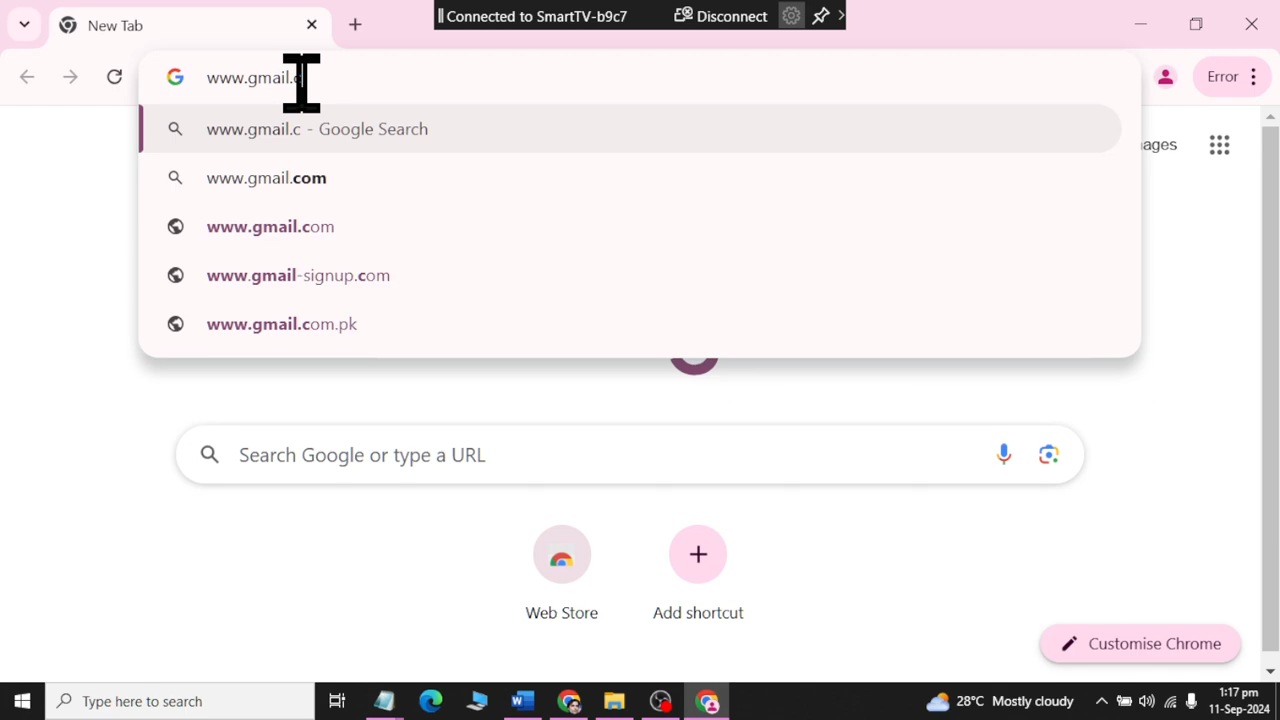 Connected to SmartTV-b9c7 Disconnect
New Tab
www.gmail.c
Error
www.gmail.c - Google Search
ages
www.gmail.com
www.gmail.com
www.gmail-signup.com
www.gmail.com.pk
Search Google or type a URL
Web Store
Add shortcut
Customise Chrome
Type here to search
28°C Mostly cloudy
1:17 pm
11-Sep-2024